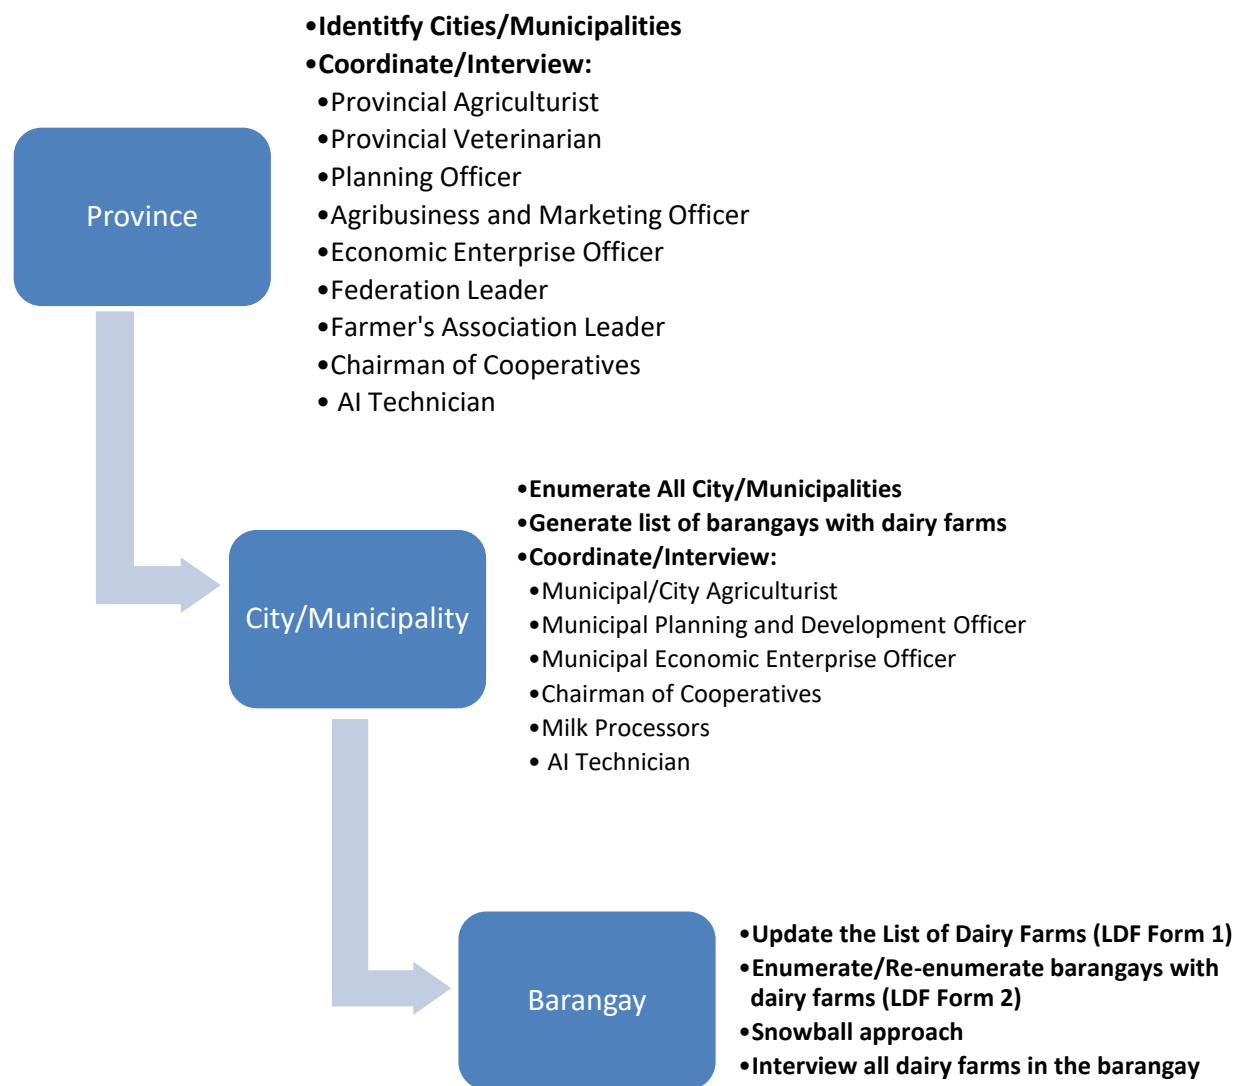 •Identitfy Cities/Municipalities
•Coordinate/Interview:
•Provincial Agriculturist
•Provincial Veterinarian
•Planning Officer
•Agribusiness and Marketing Officer
•Economic Enterprise Officer
•Federation Leader
•Farmer's Association Leader
•Chairman of Cooperatives
• AI Technician
Province
•Enumerate All City/Municipalities
•Generate list of barangays with dairy farms
•Coordinate/Interview:
•Municipal/City Agriculturist
•Municipal Planning and Development Officer
•Municipal Economic Enterprise Officer
•Chairman of Cooperatives
•Milk Processors
• AI Technician
City/Municipality
•Update the List of Dairy Farms (LDF Form 1)
•Enumerate/Re-enumerate barangays with
dairy farms (LDF Form 2)
•Snowball approach
•Interview all dairy farms in the barangay
Barangay